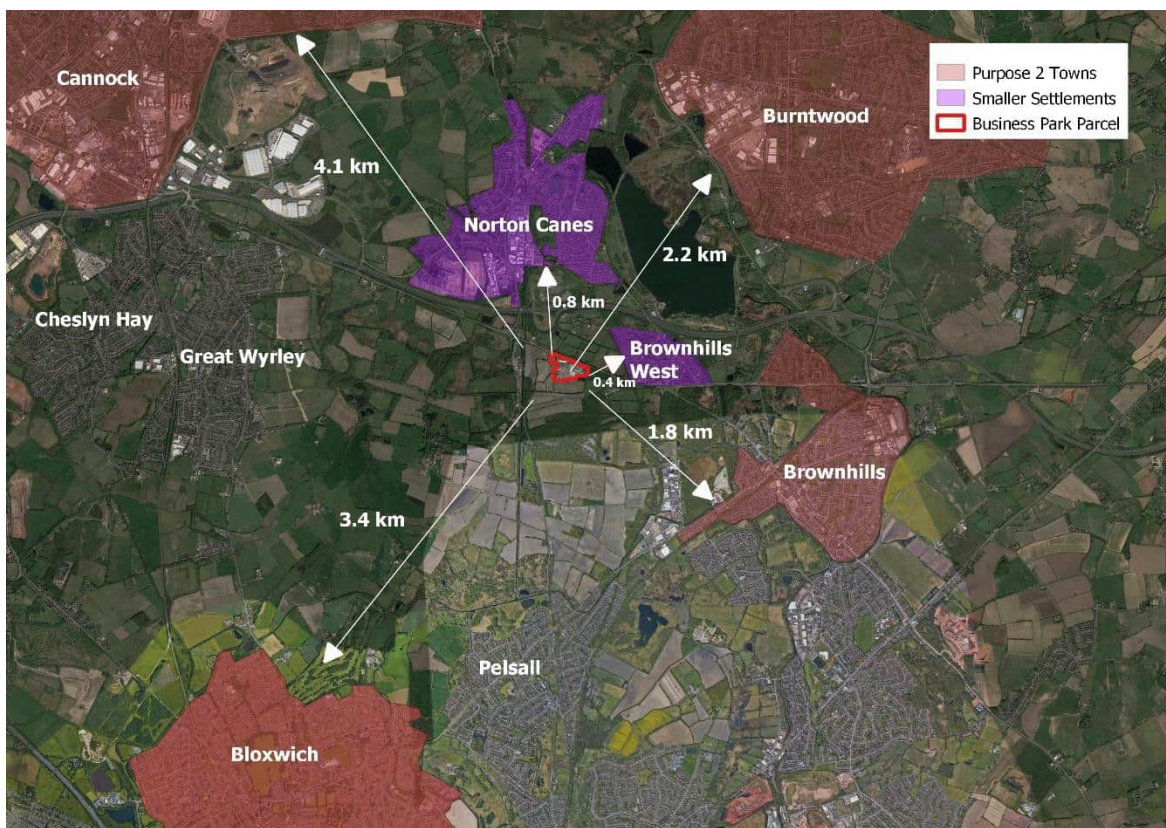 Cannock
Burntwood
Purpose 2 Towns
Smaller Settlements
Business Park Parcel
4.1 km
Norton Canes
2.2 km
0.8 km
Cheslyn Hay
Great Wyrley
Brownhills
West
0.4 km
1.8 km
Brownhills
3.4 km
Pelsall
Bloxwich